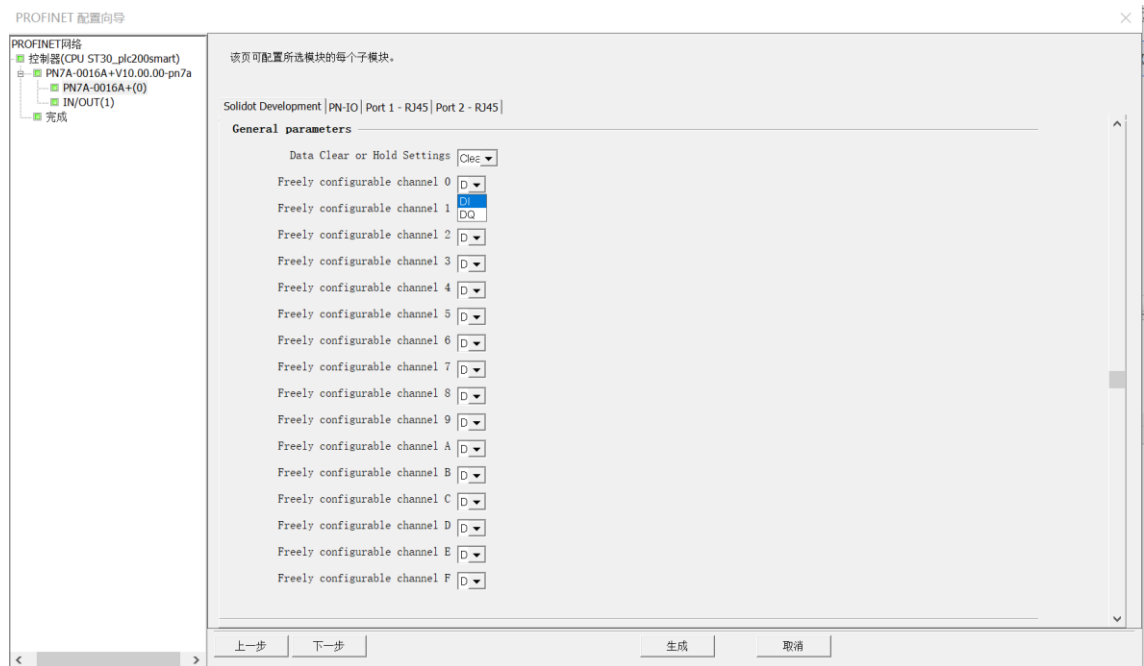 PROFINET 配置向导
PROFINET网络
控制器(CPU ST30_plc200smart)
PN7A-0016A+V10.00.00-pn7a
PN7A-0016A+(0)
IN/OUT(1)
完成
该页可配置所选模块的每个子模块。
Solidot Development PN-IO Port 1 - RJ45 Port 2 - RJ45
General parameters
Data Clear or Hold Settings Clea
Freely configurable channel 0 D
DI
Freely configurable channel 1
DQ
Freely configurable channel 2 D
Freely configurable channel 3 D
Freely configurable channel 4 D
Freely configurable channel 5 D
Freely configurable channel 6 D
Freely configurable channel 7 D
Freely configurable channel 8 D
Freely configurable channel 9 D
Freely configurable channel A D
Freely configurable channel B D
Freely configurable channel C D
Freely configurable channel D D
Freely configurable channel E D
Freely configurable channel F D
上一步 下一步 生成 取消